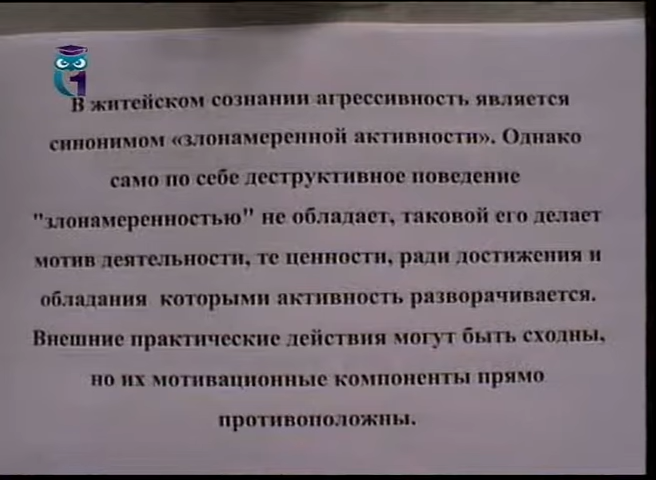 1
В житейском сознании агрессивность является
синонимом «злонамеренной активности». Однако
само по себе деструктивное поведение
"злонамеренностью" не обладает, таковой его делает
мотив деятельности, те ценности, ради достижения и
обладания которыми активность разворачивается.
Внешние практические действия могут быть сходны,
но их мотивационные компоненты прямо
противоположны.